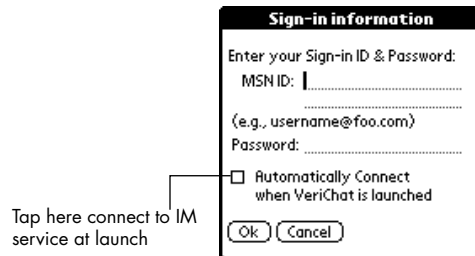 Sign-in information
Enter your Sign-in ID & Password:
MSN ID:
(e.g., username@foo.com)
Password:
Automatically Connect
when VeriChat is launched
Tap here connect to IM
service at launch
Ok Cancel